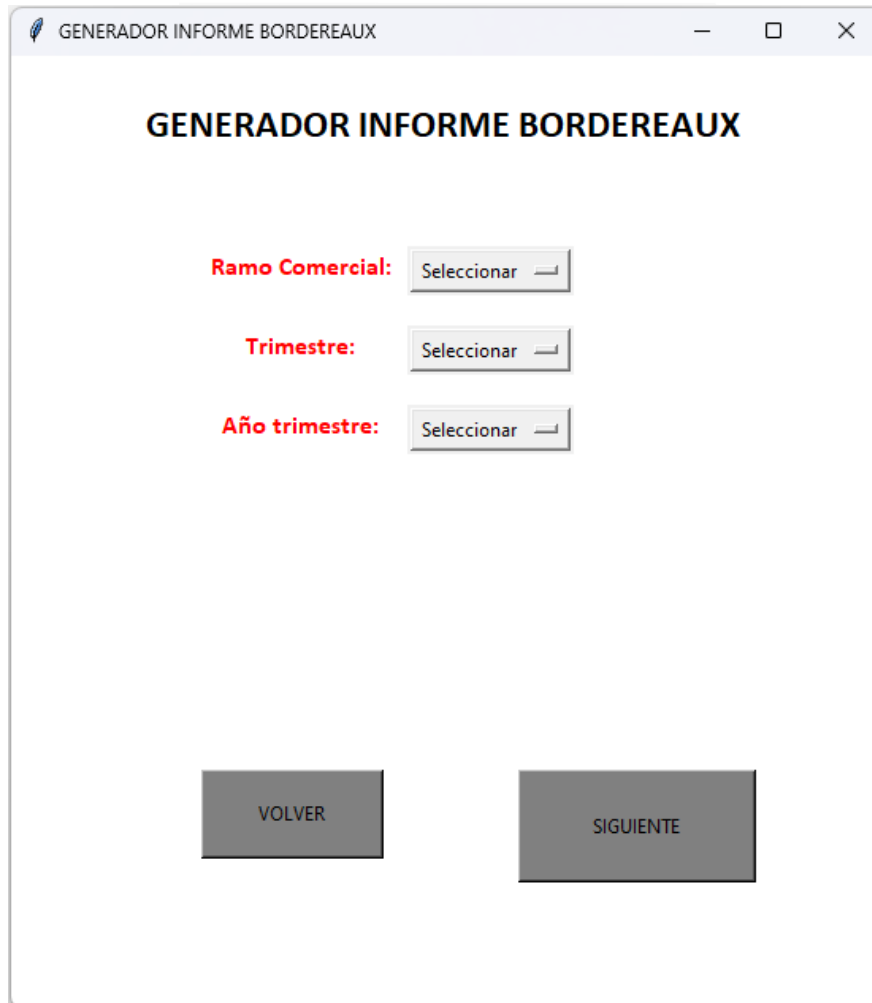 GENERADOR INFORME BORDEREAUX
GENERADOR INFORME BORDEREAUX
Ramo Comercial: Seleccionar
Trimestre: Seleccionar
Año trimestre: Seleccionar
VOLVER SIGUIENTE